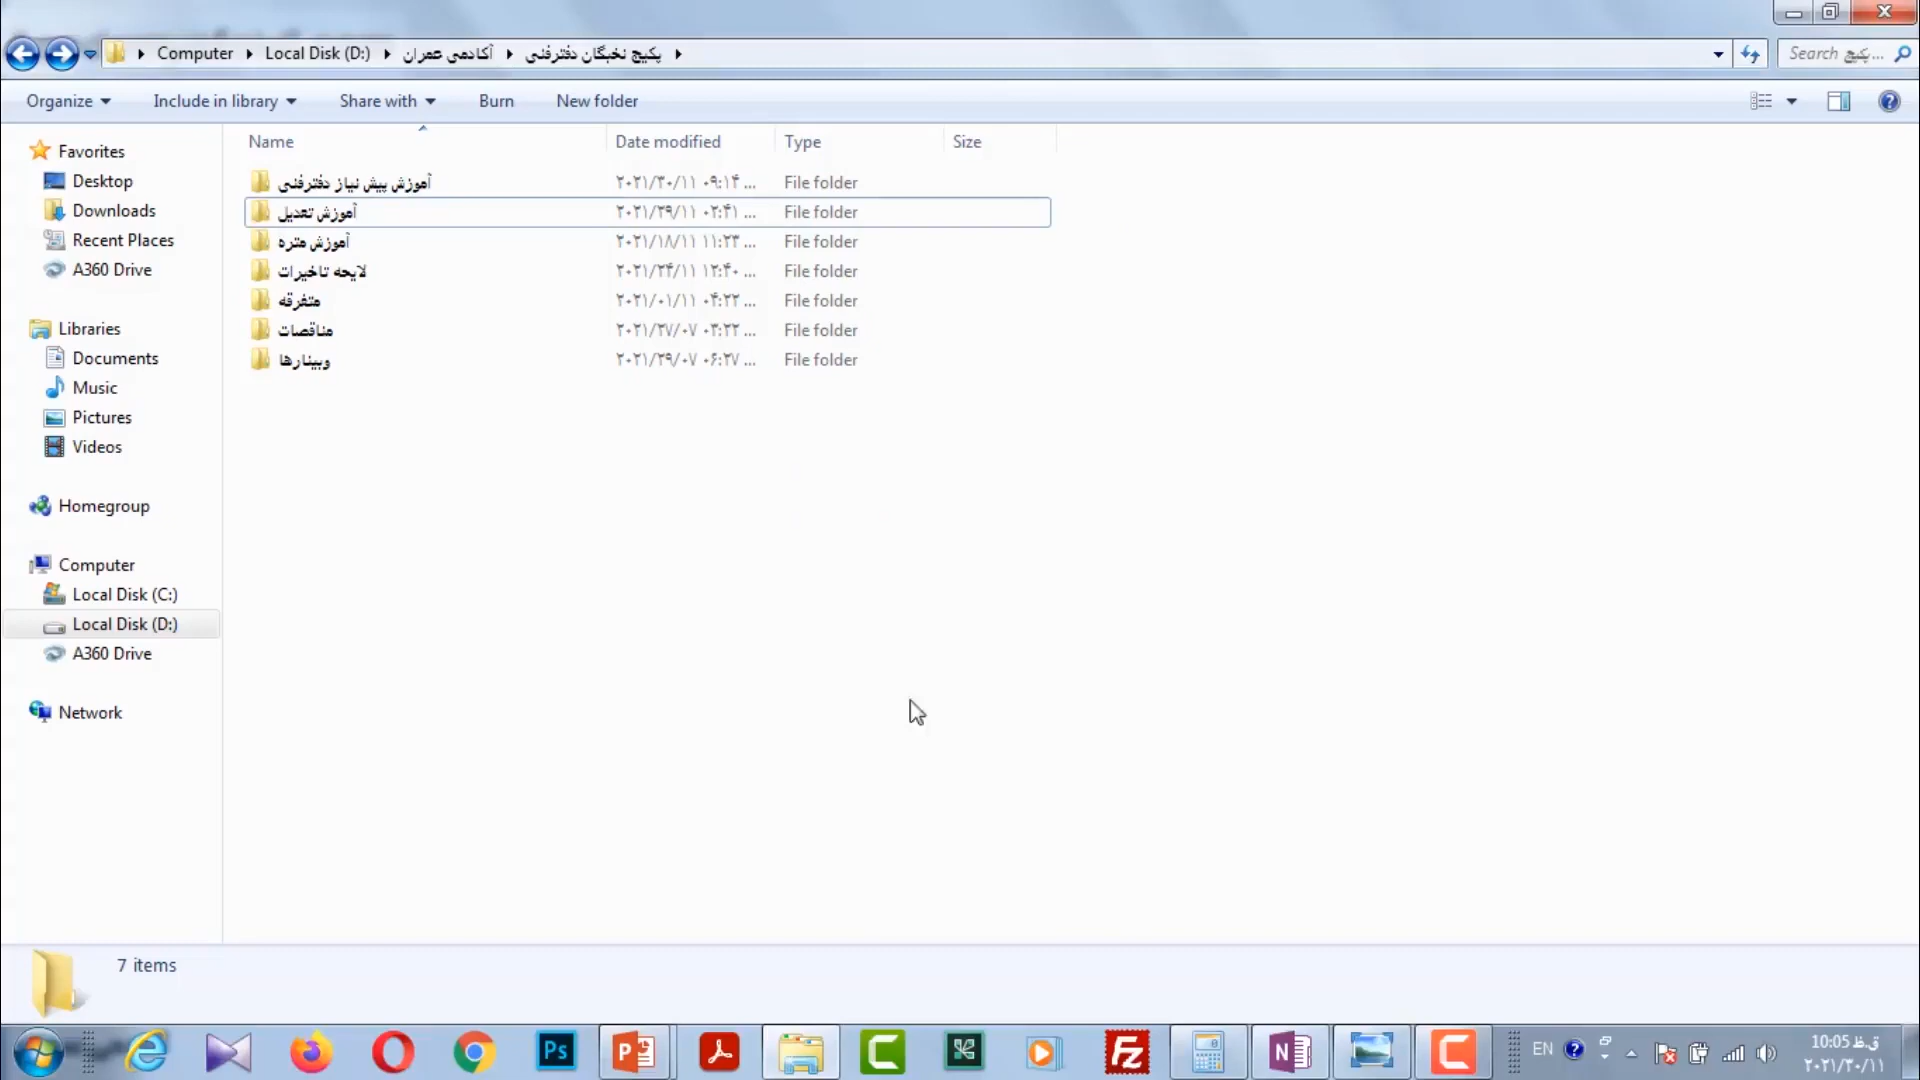 Computer ▸ Local Disk (D:) ▸ آکادمی عمران ▸ پکیج نخبگان دفترفنی ▸
Search پکیج...
Organize Include in library Share with Burn New folder
Name Date modified Type Size
آموزش پیش نیاز دفترفنی ۲۰۲۱/۳۰/۱۱ ۰۹:۱۴ ... File folder
آموزش تعدیل ۲۰۲۱/۲۹/۱۱ ۰۲:۴۱ ... File folder
آموزش متره ۲۰۲۱/۱۸/۱۱ ۱۱:۲۳ ... File folder
لایحه تاخیرات ۲۰۲۱/۲۴/۱۱ ۱۲:۴۰ ... File folder
متفرقه ۲۰۲۱/۰۱/۱۱ ۰۴:۲۲ ... File folder
مناقصات ۲۰۲۱/۲۷/۰۷ ۰۳:۲۲ ... File folder
وبینارها ۲۰۲۱/۲۹/۰۷ ۰۶:۲۷ ... File folder
Favorites
Desktop
Downloads
Recent Places
A360 Drive
Libraries
Documents
Music
Pictures
Videos
Homegroup
Computer
Local Disk (C:)
Local Disk (D:)
A360 Drive
Network
7 items
Ps
EN
10:05 ق.ظ
۲۰۲۱/۳۰/۱۱